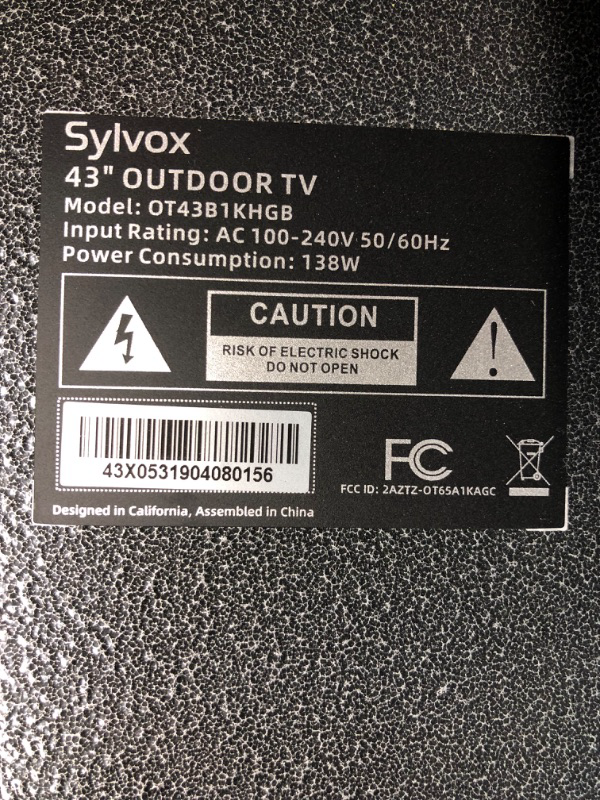 Sylvox
43" OUTDOOR TV
Model: OT43B1KHGB
Input Rating: AC 100-240V 50/60Hz
Power Consumption: 138W
CAUTION
RISK OF ELECTRIC SHOCK
DO NOT OPEN
43X0531904080156
FC
FCC ID: 2AZTZ-OT65A1KAGC
Designed in California, Assembled in China